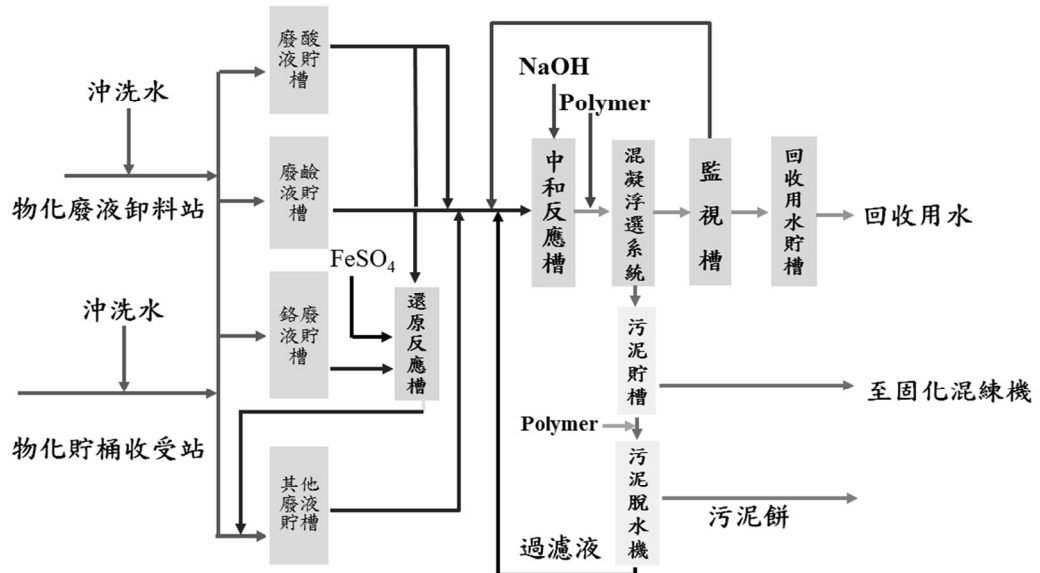 沖洗水
物化廢液卸料站
沖洗水
物化貯桶收受站
廢酸
液貯
槽
廢鹼
液貯
槽
鉻廢
液貯
槽
其他
廢液
貯槽
FeSO₄
還原反應槽
NaOH
Polymer
中和反應槽
混凝浮選系統
監視槽
回收用水貯槽
回收用水
污泥貯槽
至固化混練機
Polymer
污泥脫水機
污泥餅
過濾液